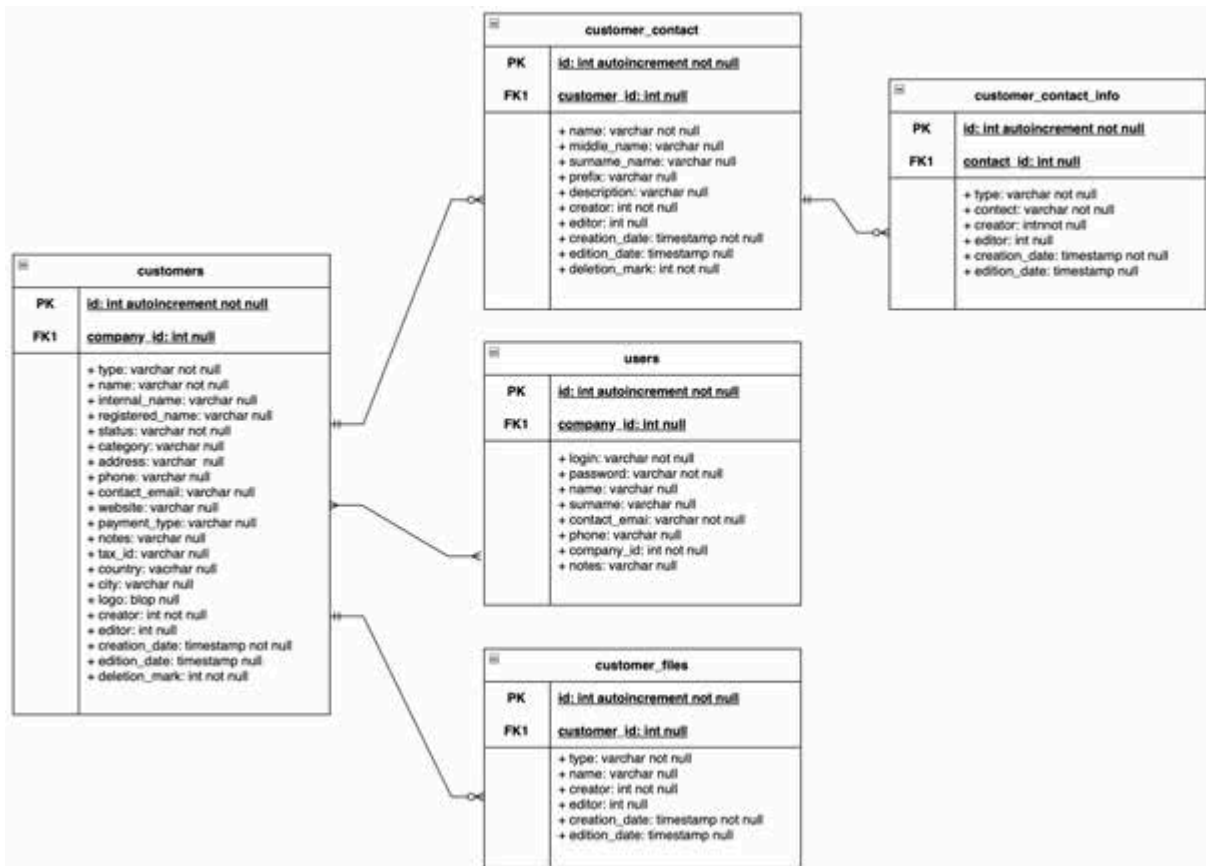 customer_contact
PK id: int autoincrement not null
FK1 customer_id: int null
+ name: varchar not null
+ middle_name: varchar null
+ surname_name: varchar null
+ prefix: varchar null
+ description: varchar null
+ creator: int not null
+ editor: int null
+ creation_date: timestamp not null
+ edition_date: timestamp null
+ deletion_mark: int not null
customer_contact_info
PK id: int autoincrement not null
FK1 contact_id: int null
+ type: varchar not null
+ contect: varchar not null
+ creator: intnnot null
+ editor: int null
+ creation_date: timestamp not null
+ edition_date: timestamp null
customers
PK id: int autoincrement not null
FK1 company_id: int null
+ type: varchar not null
+ name: varchar not null
+ internal_name: varchar null
+ registered_name: varchar null
+ status: varchar not null
+ category: varchar null
+ address: varchar null
+ phone: varchar null
+ contact_email: varchar null
+ website: varchar null
+ payment_type: varchar null
+ notes: varchar null
+ tax_id: varchar null
+ country: vacrhar null
+ city: varchar null
+ logo: blop null
+ creator: int not null
+ editor: int null
+ creation_date: timestamp not null
+ edition_date: timestamp null
+ deletion_mark: int not null
users
PK id: int autoincrement not null
FK1 company_id: int null
+ login: varchar not null
+ password: varchar not null
+ name: varchar null
+ surname: varchar null
+ contact_emai: varchar not null
+ phone: varchar null
+ company_id: int not null
+ notes: varchar null
customer_files
PK id: int autoincrement not null
FK1 customer_id: int null
+ type: varchar not null
+ name: varchar null
+ creator: int not null
+ editor: int null
+ creation_date: timestamp not null
+ edition_date: timestamp null